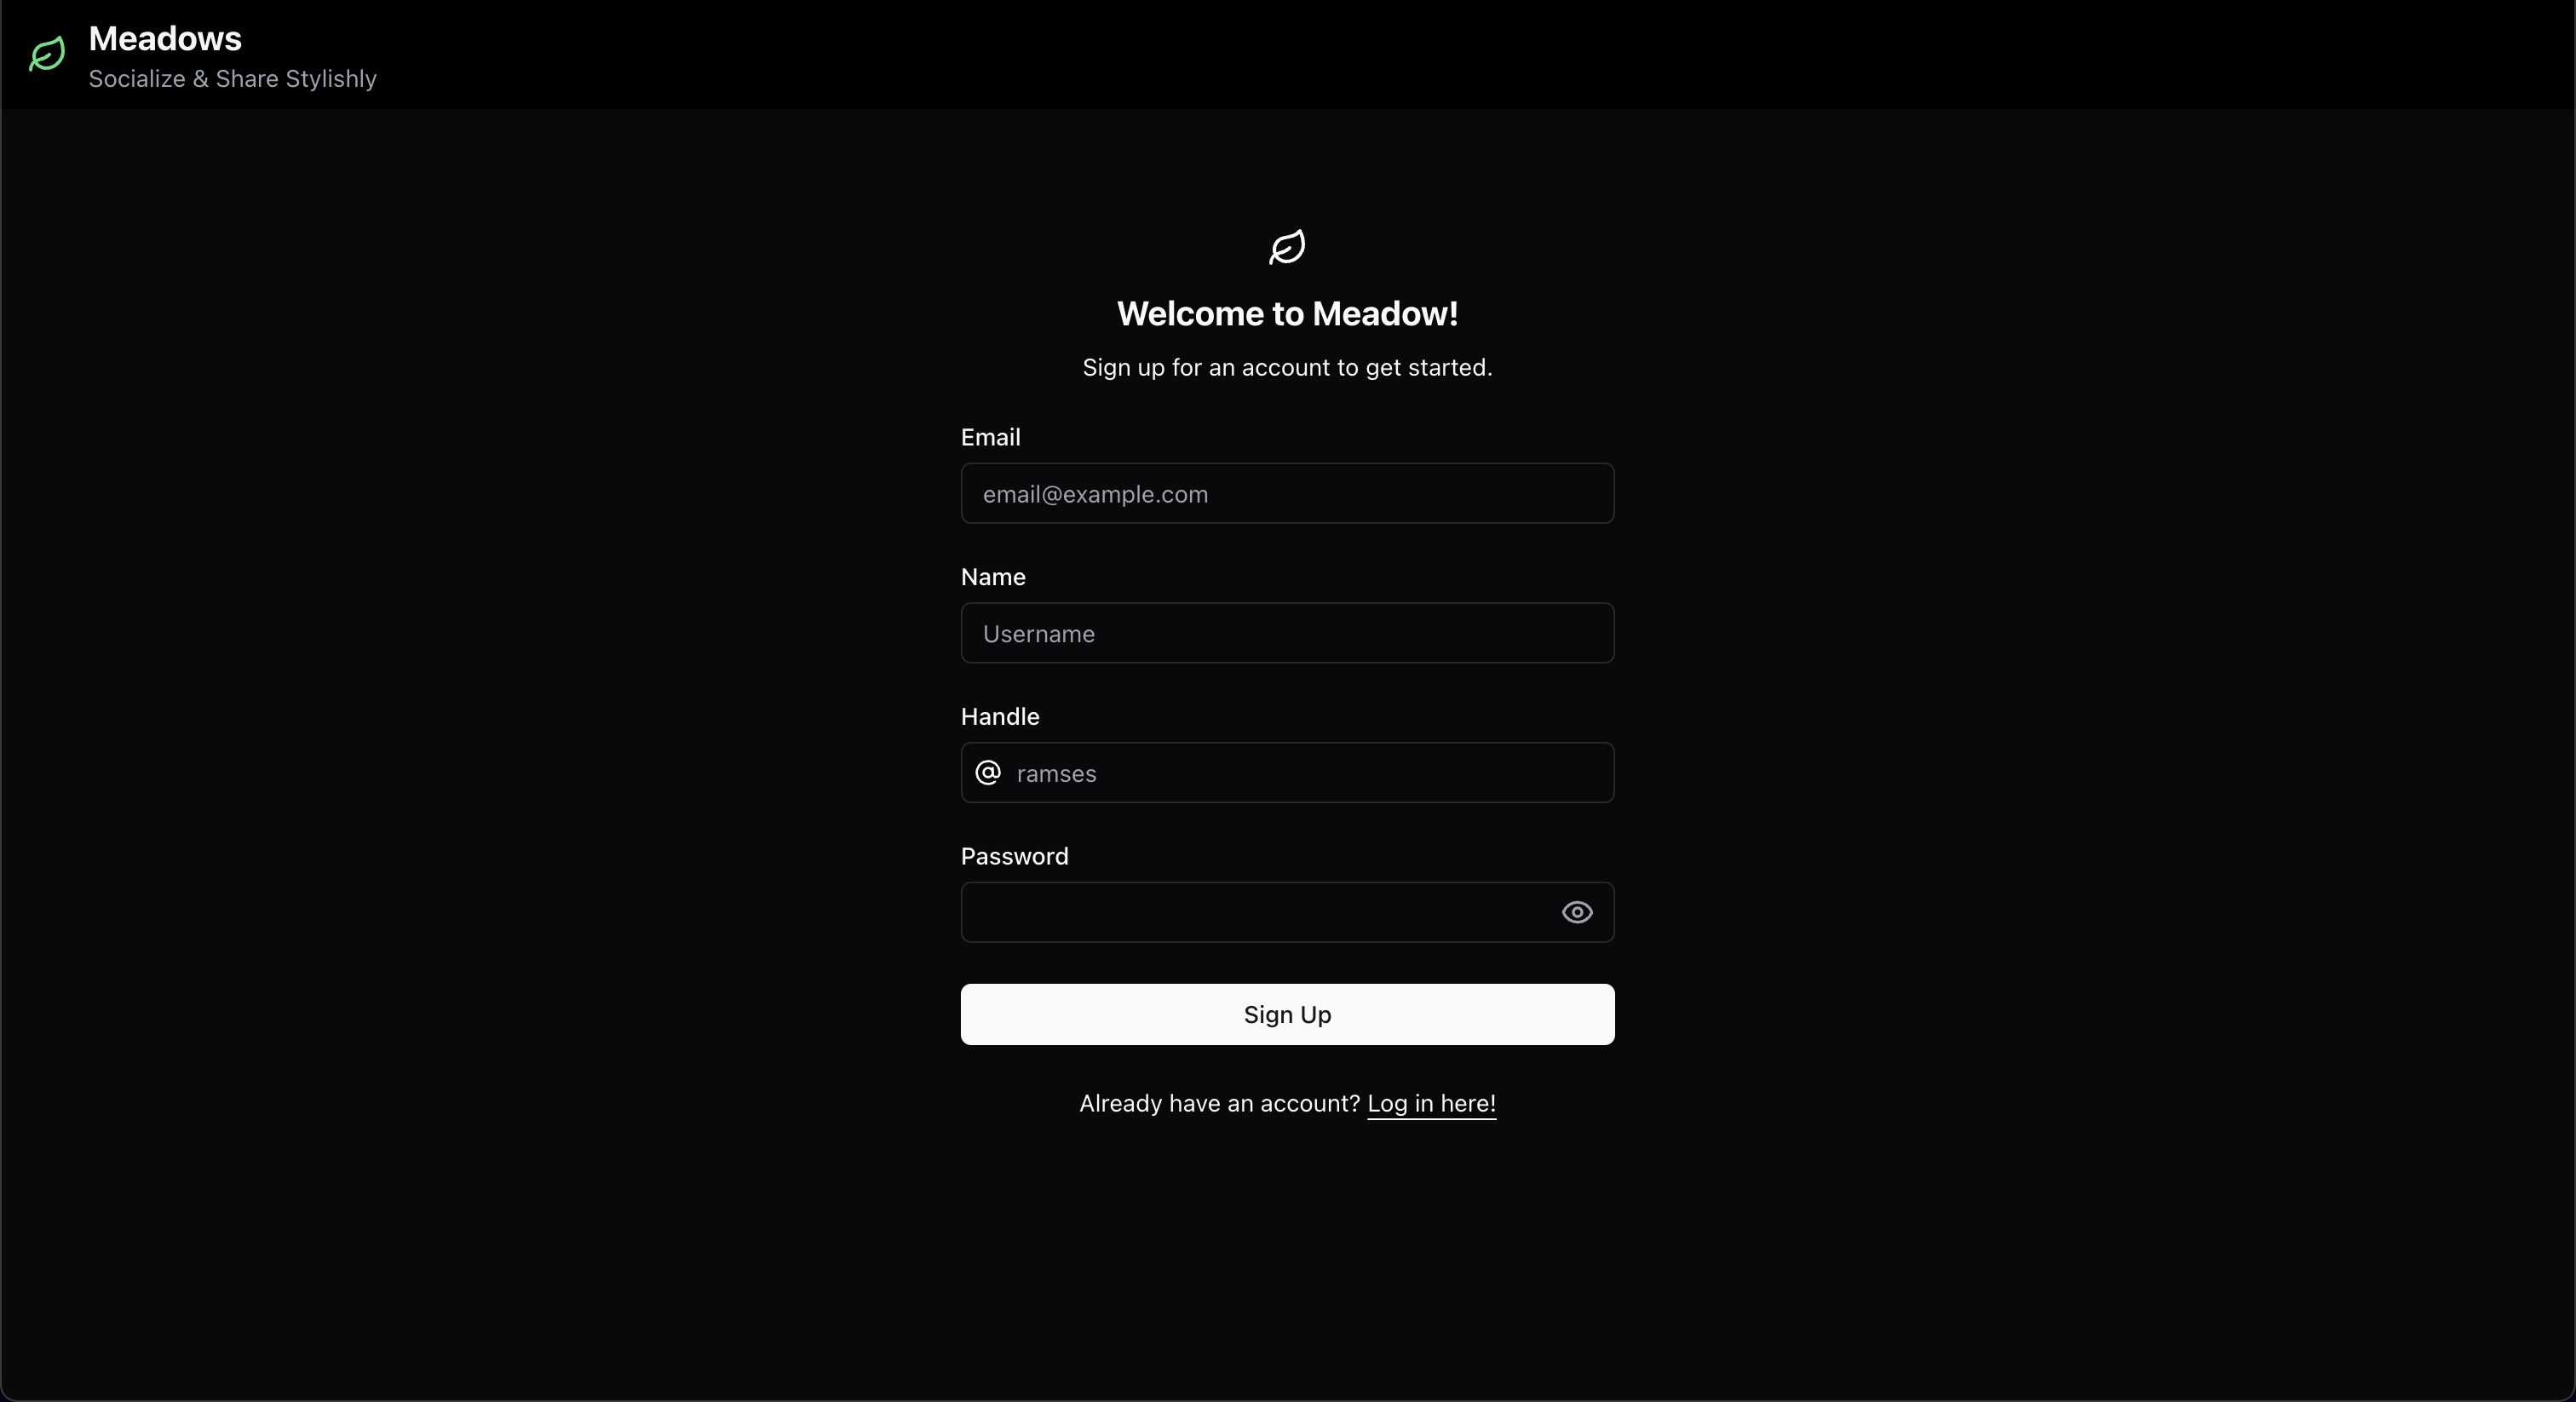 Meadows
Socialize & Share Stylishly
Welcome to Meadow!
Sign up for an account to get started.
Email
email@example.com
Name
Username
Handle
@ ramses
Password
Sign Up
Already have an account? Log in here!